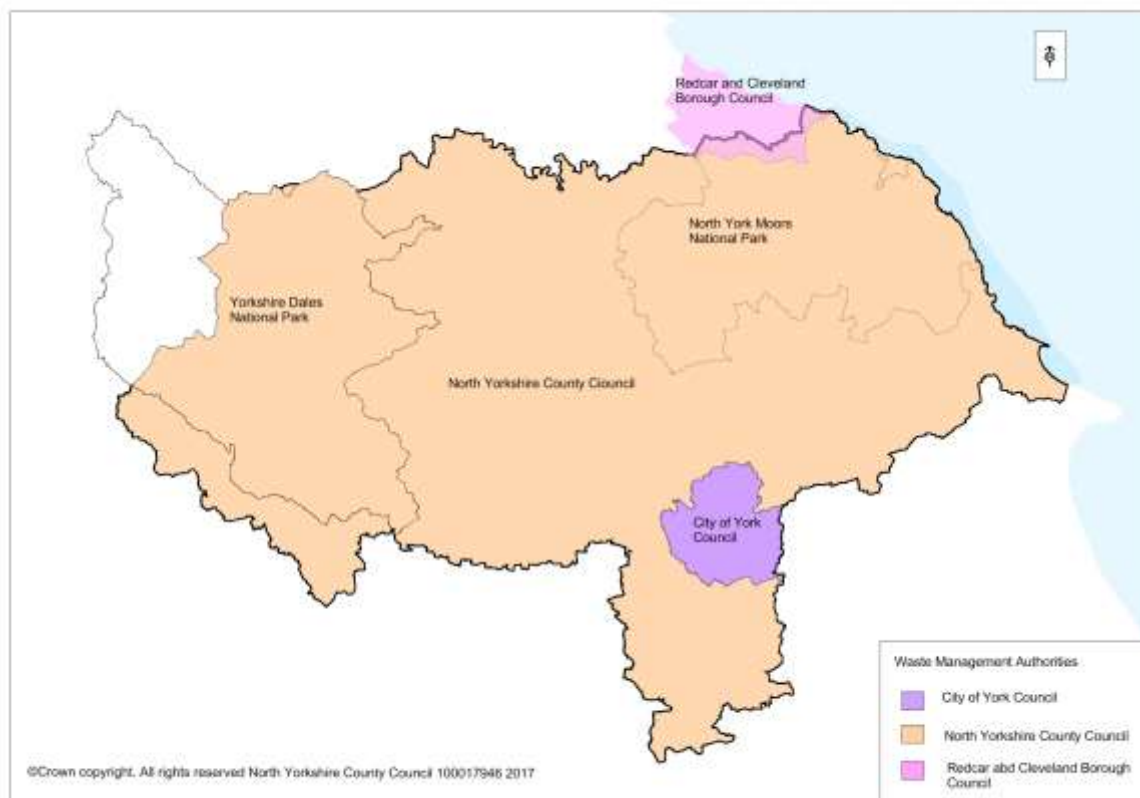 Redcar and Cleveland
Borough Council
North York Moors
National Park
Yorkshire Dales
National Park
North Yorkshire County Ciouncil
City of York
Council
Waste Management Authorities
City of York Council
North Yorkshire County Council
Redcar abd Cleveland Borough
Council
©Crown copyright. All rights reserved North Yorkshire County Council 100017946 2017